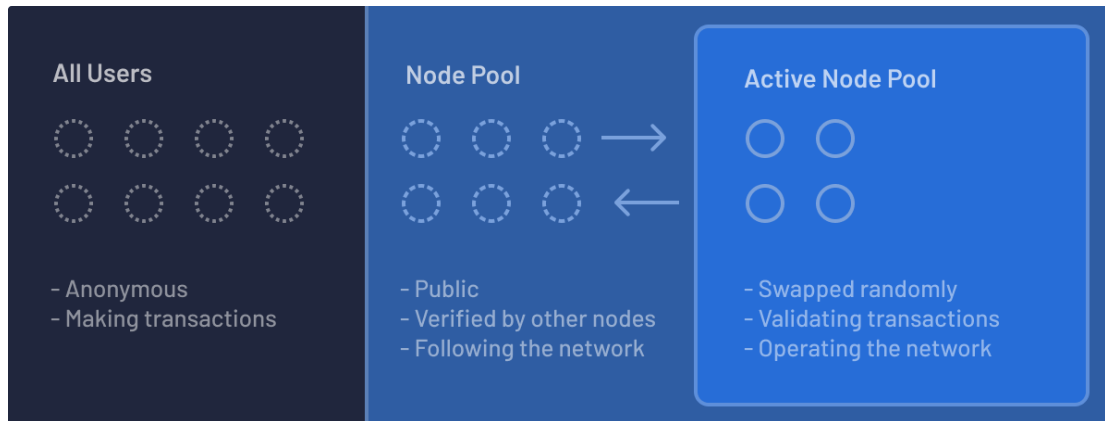 All Users
- Anonymous
- Making transactions
Node Pool
- Public
- Verified by other nodes
- Following the network
Active Node Pool
- Swapped randomly
- Validating transactions
- Operating the network